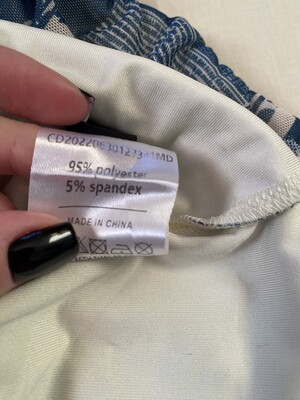 95% polyester
5% spandex
MADE IN CHINA